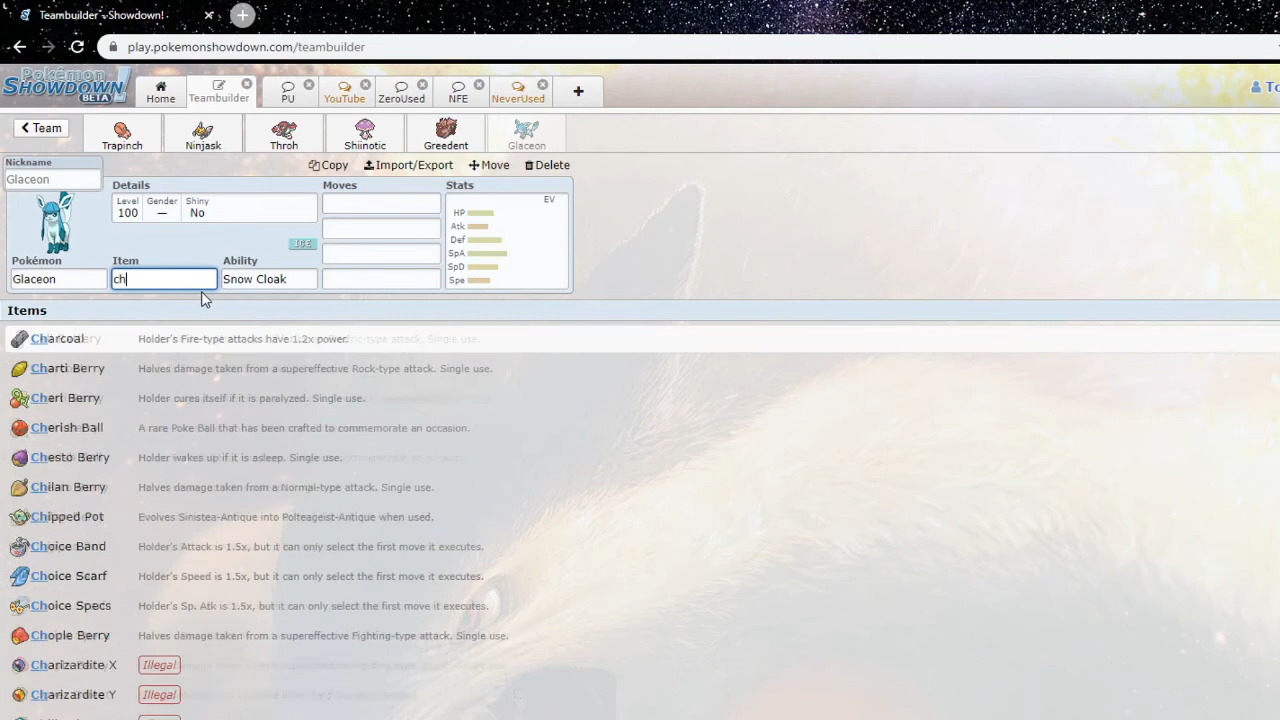 Teambuilder - Showdown!
play.pokemonshowdown.com/teambuilder
Pokémon
SHOWDOWN!
BETA
Home
Teambuilder
PU
YouTube
ZeroUsed
NFE
NeverUsed
To
Team
Trapinch
Ninjask
Throh
Shiinotic
Greedent
Glaceon
Nickname
Glaceon
Copy
Import/Export
Move
Delete
Details
Level
100
Gender
—
Shiny
No
ICE
Pokémon
Glaceon
Item
ch
Ability
Snow Cloak
Moves
Stats
EV
HP
Atk
Def
SpA
SpD
Spe
Items
Charcoal Holder's Fire-type attacks have 1.2x power.
Charti Berry Halves damage taken from a supereffective Rock-type attack. Single use.
Cheri Berry Holder cures itself if it is paralyzed. Single use.
Cherish Ball A rare Poke Ball that has been crafted to commemorate an occasion.
Chesto Berry Holder wakes up if it is asleep. Single use.
Chilan Berry Halves damage taken from a Normal-type attack. Single use.
Chipped Pot Evolves Sinistea-Antique into Polteageist-Antique when used.
Choice Band Holder's Attack is 1.5x, but it can only select the first move it executes.
Choice Scarf Holder's Speed is 1.5x, but it can only select the first move it executes.
Choice Specs Holder's Sp. Atk is 1.5x, but it can only select the first move it executes.
Chople Berry Halves damage taken from a supereffective Fighting-type attack. Single use.
Charizardite X Illegal
Charizardite Y Illegal